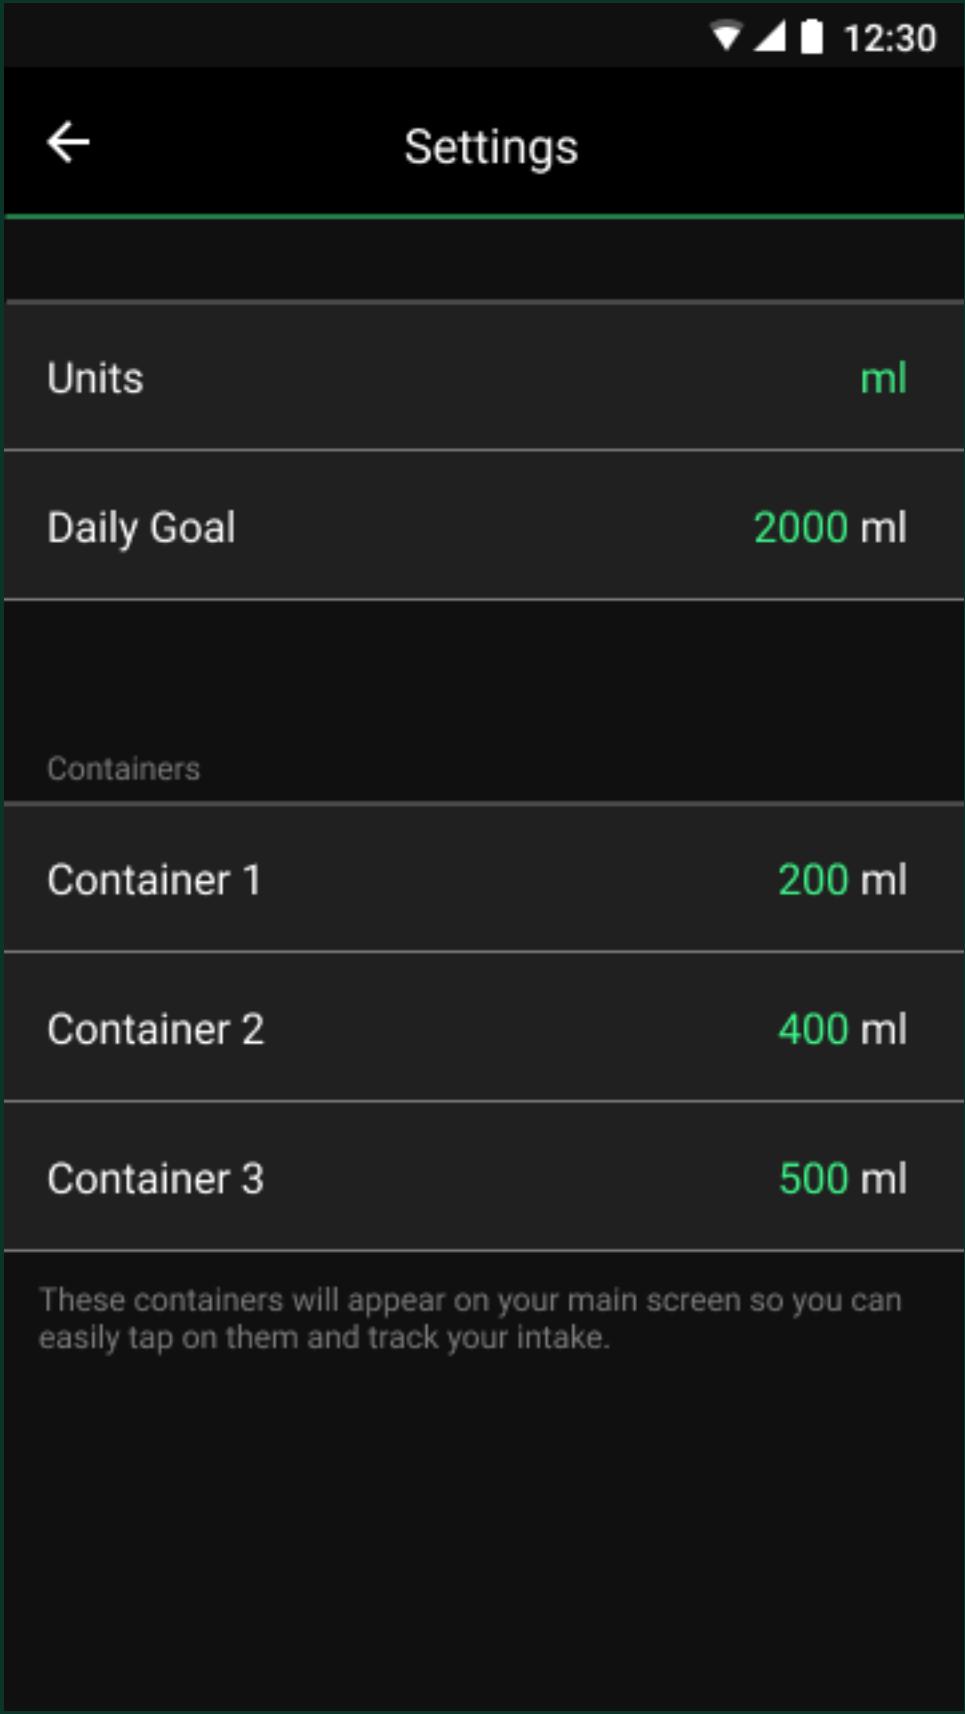 12:30
Settings
Units ml
Daily Goal 2000 ml
Containers
Container 1 200 ml
Container 2 400 ml
Container 3 500 ml
These containers will appear on your main screen so you can
easily tap on them and track your intake.